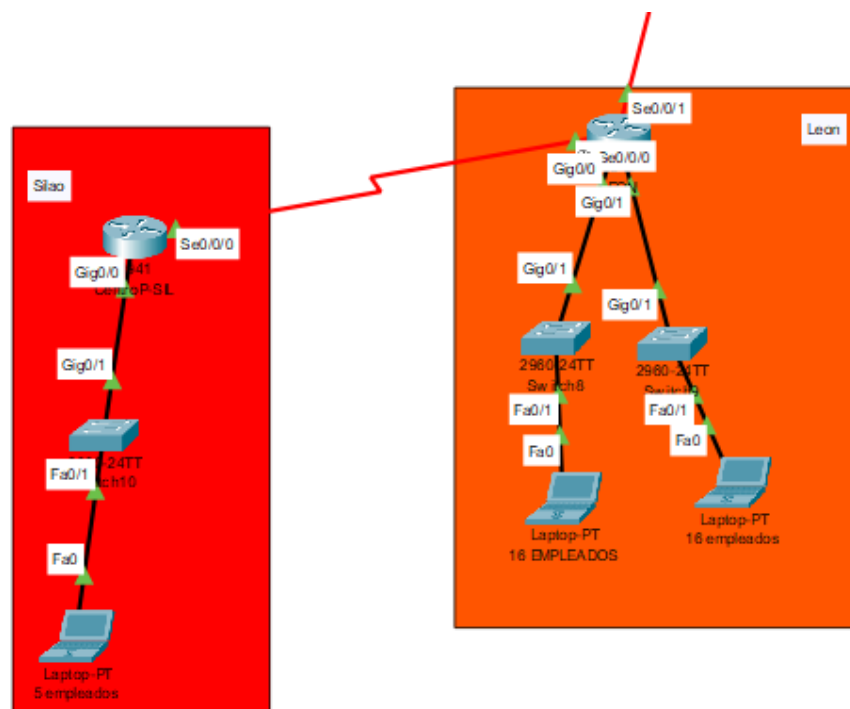 Silao
Se0/0/0
Gig0/0
CentroP-SIL
Gig0/1
Fa0/1
Fa0
Laptop-PT
5 empleados
Leon
Se0/0/1
Se0/0/0
Gig0/0
Gig0/1
Gig0/1
Gig0/1
2960-24TT
Switch8
2960-24TT
Fa0/1
Fa0
Fa0/1
Fa0
Laptop-PT
16 EMPLEADOS
Laptop-PT
16 empleados